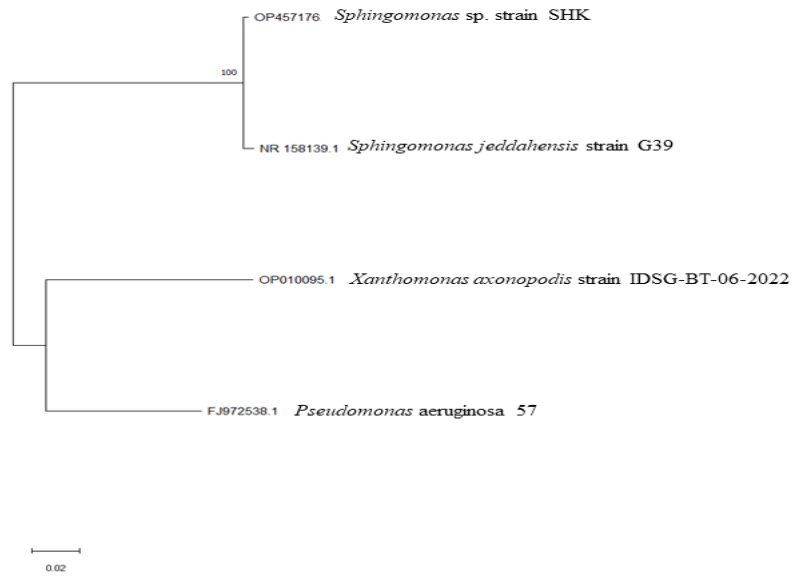 OP457176 Sphingomonas sp. strain SHK
100
NR 158139.1 Sphingomonas jeddahensis strain G39
OP010095.1 Xanthomonas axonopodis strain IDSG-BT-06-2022
FJ972538.1 Pseudomonas aeruginosa 57
0.02